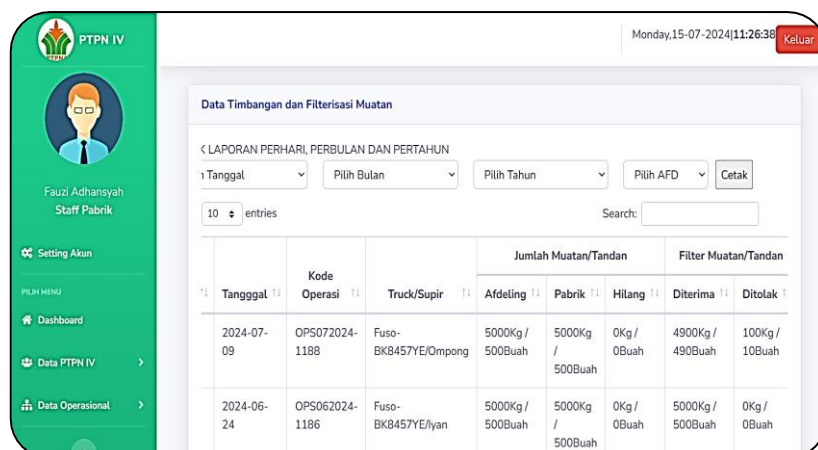 PTPN IV
Monday,15-07-2024|11:26:38
Keluar
Fauzi Adhansyah
Staff Pabrik
Setting Akun
PILIH MENU
Dashboard
Data PTPN IV
Data Operasional
Data Timbangan dan Filterisasi Muatan
LAPORAN PERHARI, PERBULAN DAN PERTAHUN
Tanggal Pilih Bulan Pilih Tahun Pilih AFD Cetak
10 entries Search:
Jumlah Muatan/Tandan Filter Muatan/Tandan
Tangggal Kode Operasi Truck/Supir Afdeling Pabrik Hilang Diterima Ditolak
2024-07-09 OPS072024-1188 Fuso-BK8457YE/Ompong 5000Kg / 500Buah 5000Kg / 500Buah 0Kg / 0Buah 4900Kg / 490Buah 100Kg / 10Buah
2024-06-24 OPS062024-1186 Fuso-BK8457YE/Iyan 5000Kg / 500Buah 5000Kg / 500Buah 0Kg / 0Buah 5000Kg / 500Buah 0Kg / 0Buah